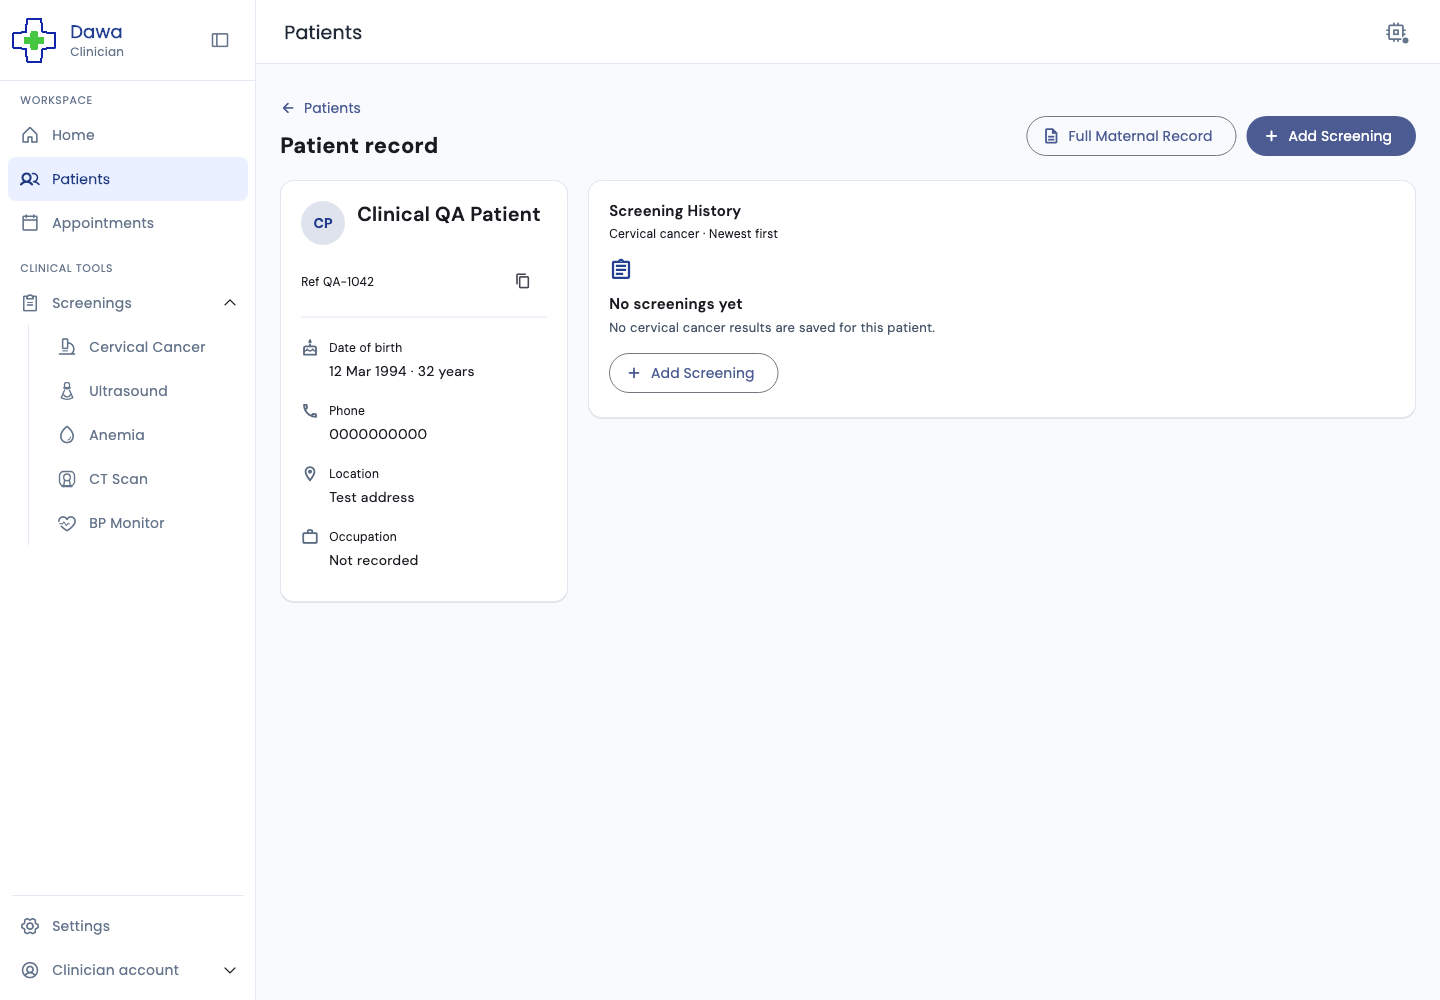 Dawa
Clinician
WORKSPACE
Home
Patients
Appointments
CLINICAL TOOLS
Screenings
Cervical Cancer
Ultrasound
Anemia
CT Scan
BP Monitor
Settings
Clinician account
Patients
Patients
Patient record
Full Maternal Record
Add Screening
CP
Clinical QA Patient
Ref QA-1042
Date of birth
12 Mar 1994 · 32 years
Phone
0000000000
Location
Test address
Occupation
Not recorded
Screening History
Cervical cancer · Newest first
No screenings yet
No cervical cancer results are saved for this patient.
Add Screening